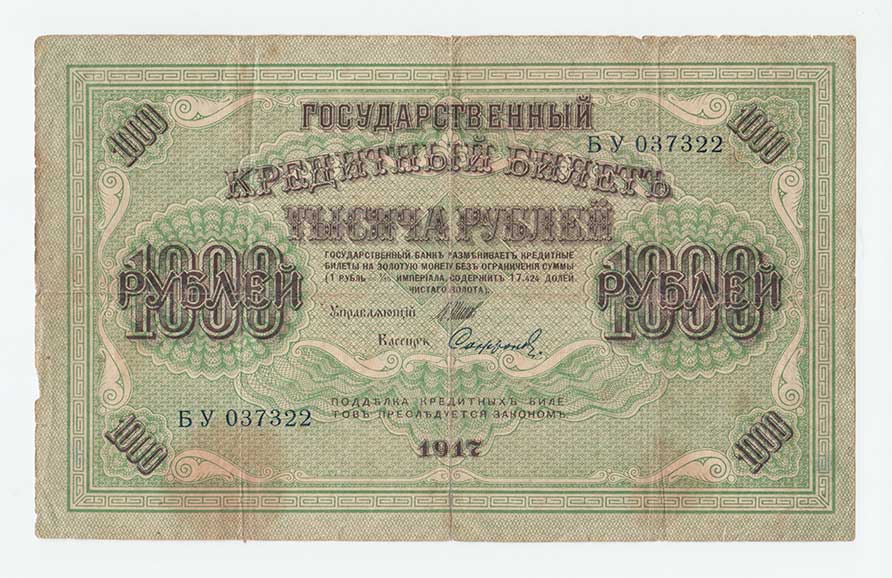 ГОСУДАРСТВЕННЫЙ
1000
1000
БУ 037322
КРЕДИТНЫЙ БИЛЕТЪ
ТЫСЯЧА РУБЛЕЙ
ГОСУДАРСТВЕННЫЙ БАНКЪ РАЗМѢНИВАЕТЪ КРЕДИТНЫЕ
БИЛЕТЫ НА ЗОЛОТУЮ МОНЕТУ БЕЗЪ ОГРАНИЧЕНІЯ СУММЫ
(1 РУБЛЬ = 1/15 ИМПЕРІАЛА, СОДЕРЖИТЪ 17,424 ДОЛЕЙ
ЧИСТАГО ЗОЛОТА).
1000
РУБЛЕЙ
1000
РУБЛЕЙ
Управляющій
Кассиръ Софронов
БУ 037322
ПОДДѢЛКА КРЕДИТНЫХЪ БИЛЕ
ТОВЪ ПРЕСЛѢДУЕТСЯ ЗАКОНОМЪ
1917
1000
1000